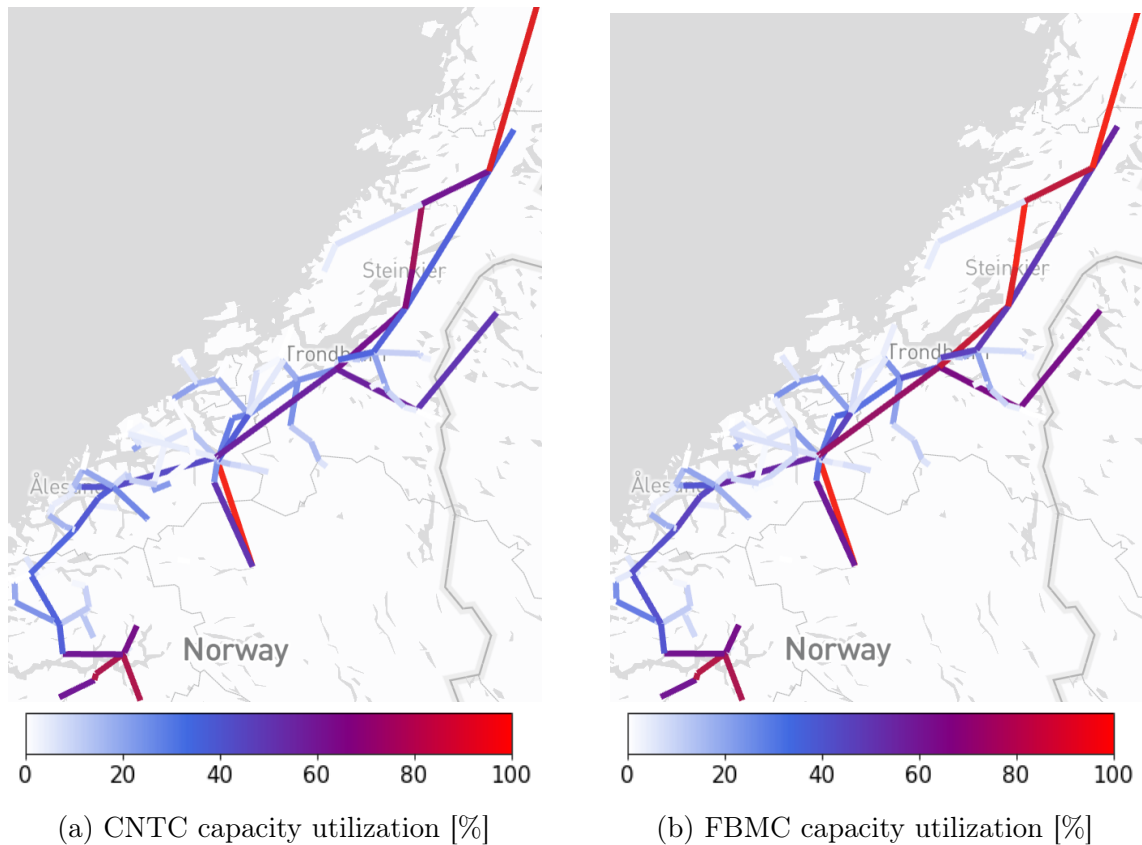 Steinkjer
Trondheim
Ålesund
Norway
0 20 40 60 80 100
(a) CNTC capacity utilization [%]
Steinkjer
Trondheim
Ålesund
Norway
0 20 40 60 80 100
(b) FBMC capacity utilization [%]